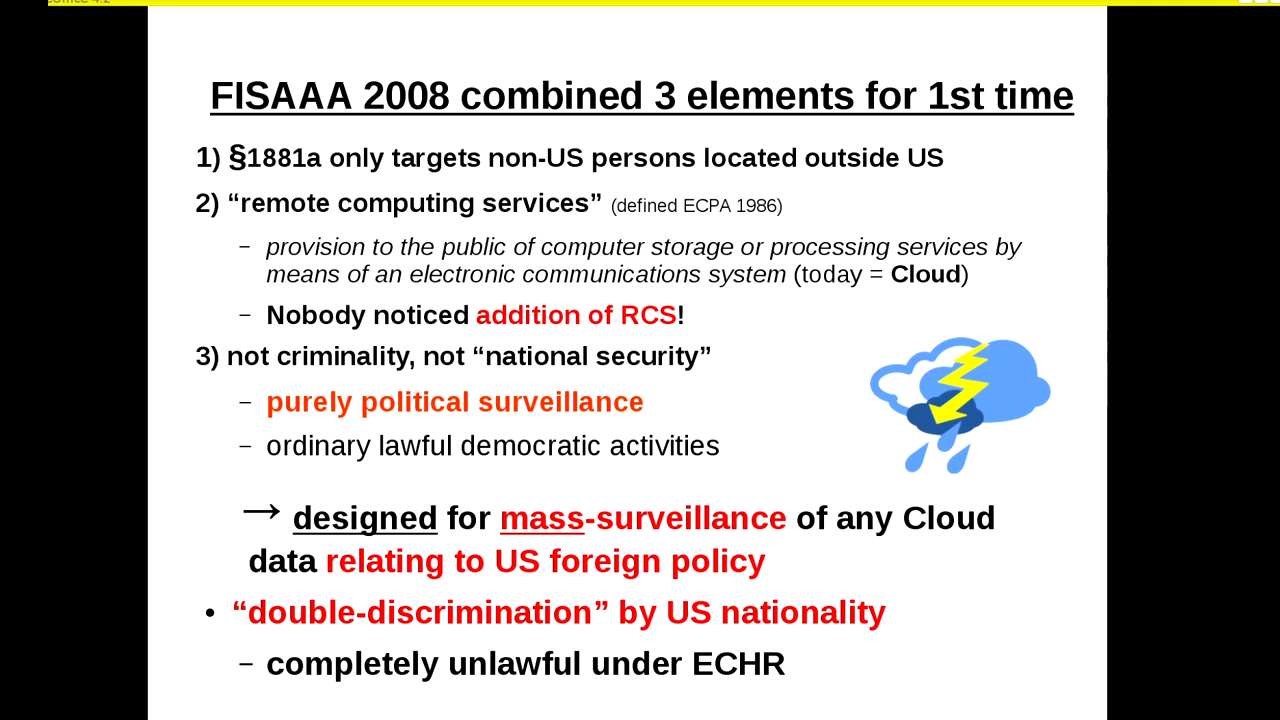 FISAAA 2008 combined 3 elements for 1st time
1) §1881a only targets non-US persons located outside US
2) “remote computing services” (defined ECPA 1986)
– provision to the public of computer storage or processing services by
means of an electronic communications system (today = Cloud)
– Nobody noticed addition of RCS!
3) not criminality, not “national security”
– purely political surveillance
– ordinary lawful democratic activities
→ designed for mass-surveillance of any Cloud
data relating to US foreign policy
• “double-discrimination” by US nationality
– completely unlawful under ECHR